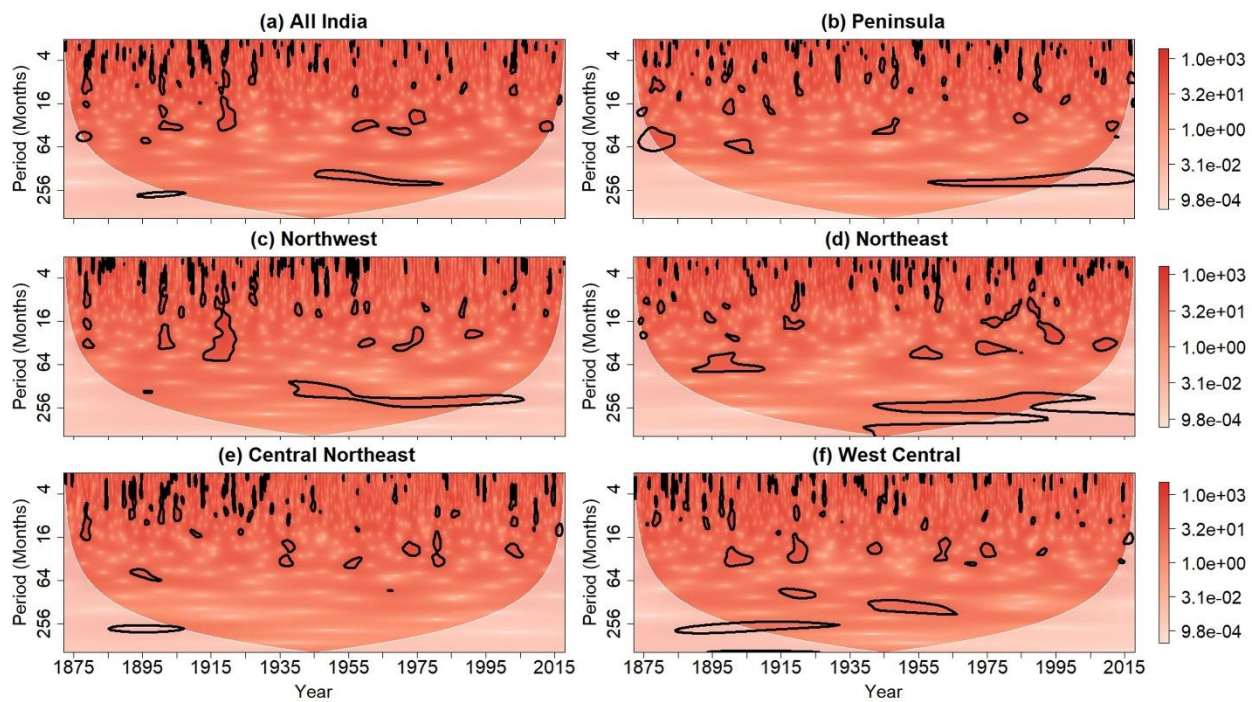 (a) All India
(b) Peninsula
Period (Months)
4
16
64
256
Period (Months)
4
16
64
256
1.0e+03
3.2e+01
1.0e+00
3.1e-02
9.8e-04
(c) Northwest
(d) Northeast
Period (Months)
4
16
64
256
Period (Months)
4
16
64
256
1.0e+03
3.2e+01
1.0e+00
3.1e-02
9.8e-04
(e) Central Northeast
(f) West Central
Period (Months)
4
16
64
256
Period (Months)
4
16
64
256
1.0e+03
3.2e+01
1.0e+00
3.1e-02
9.8e-04
1875 1895 1915 1935 1955 1975 1995 2015
1895 1915 1935 1955 1975 1995 2015
Year
Year